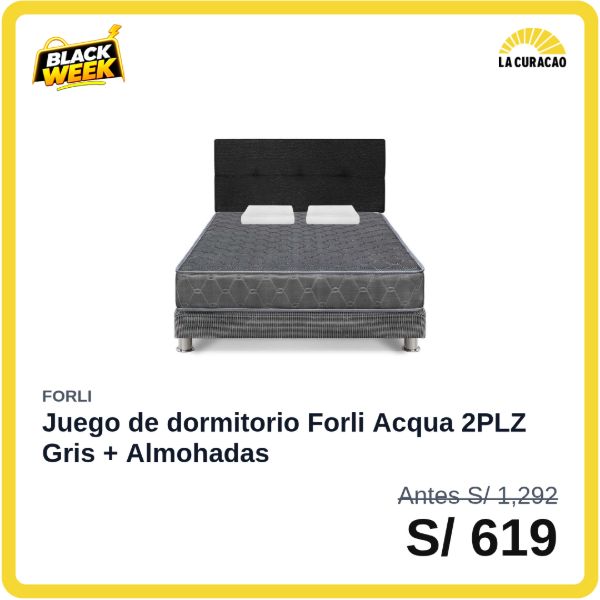 BLACK
WEEK
LA CURACAO
FORLI
Juego de dormitorio Forli Acqua 2PLZ
Gris + Almohadas
Antes S/ 1,292
S/ 619